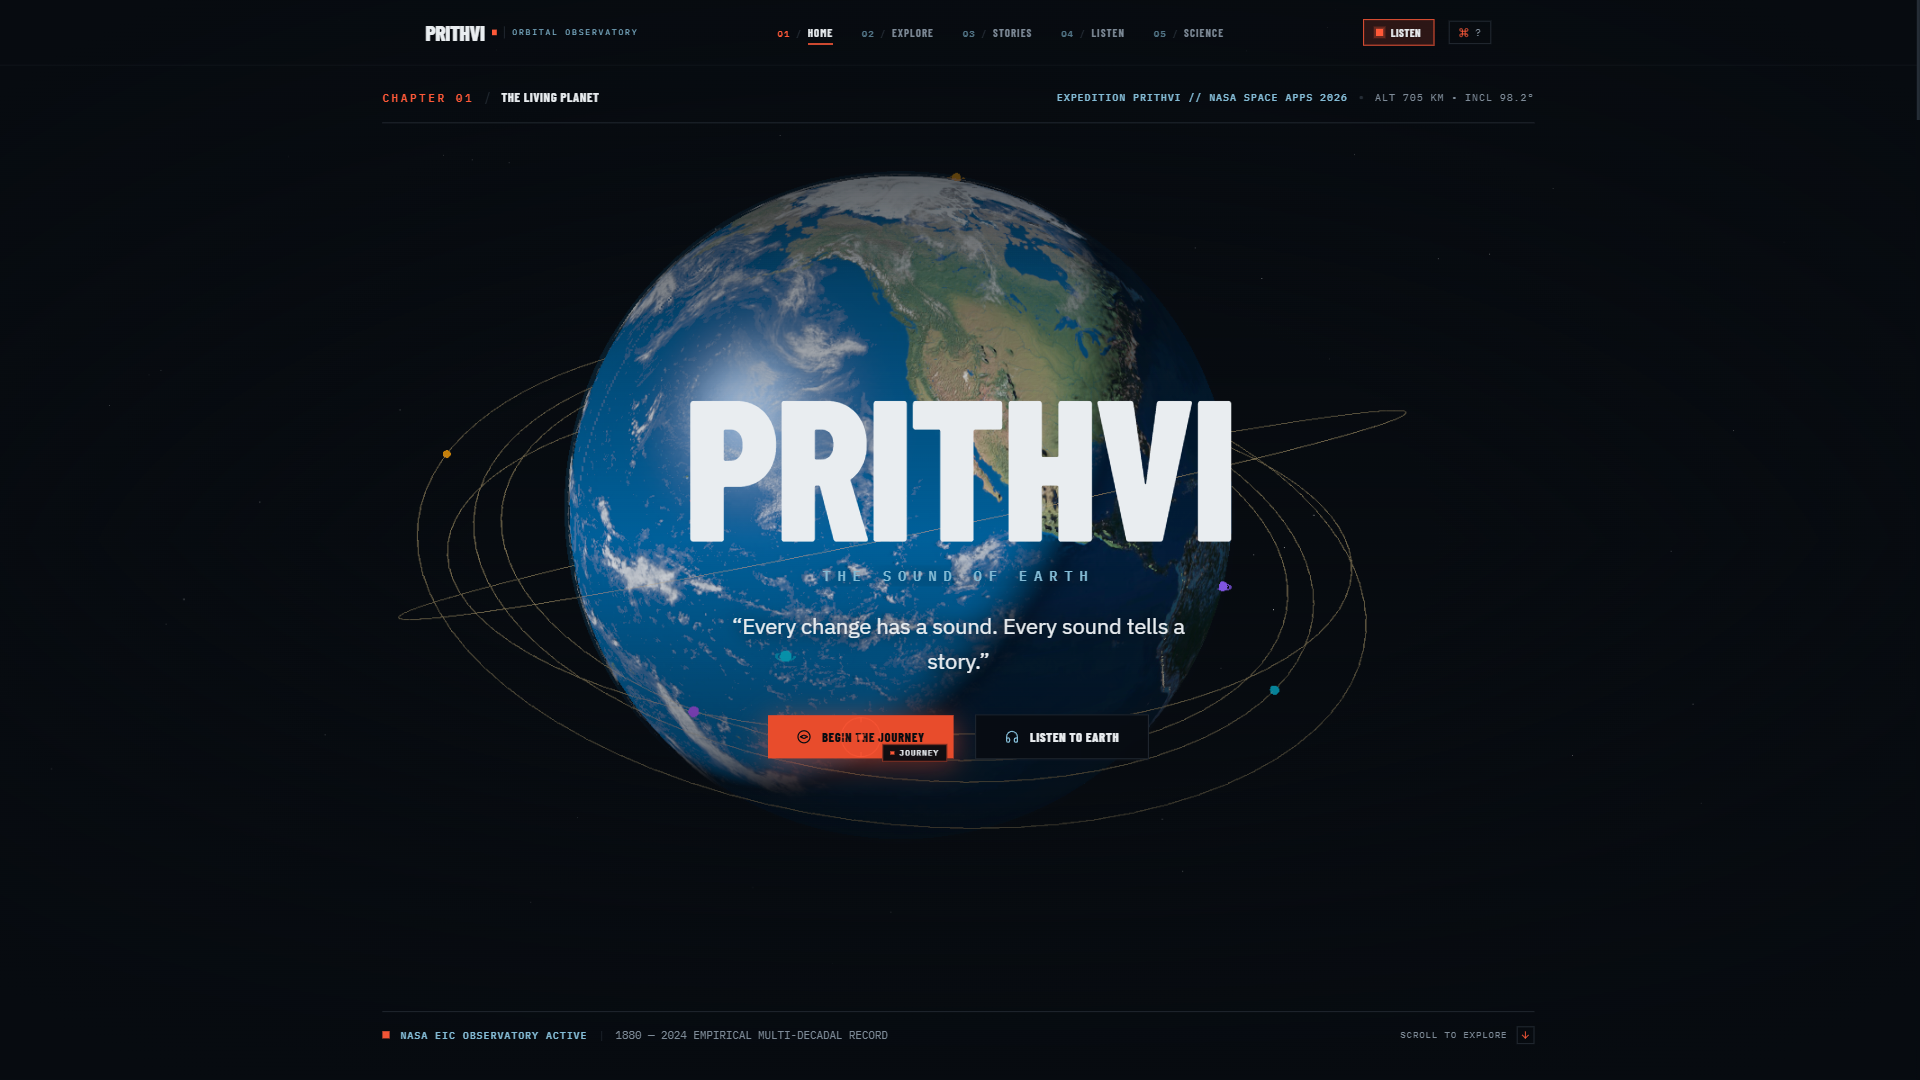 PRITHVI ORBITAL OBSERVATORY 01 / HOME 02 / EXPLORE 03 / STORIES 04 / LISTEN 05 / SCIENCE LISTEN ⌘ ?
CHAPTER 01 / THE LIVING PLANET EXPEDITION PRITHVI // NASA SPACE APPS 2026 • ALT 705 KM • INCL 98.2°
PRITHVI
THE SOUND OF EARTH
“Every change has a sound. Every sound tells a
story.”
BEGIN THE JOURNEY LISTEN TO EARTH
JOURNEY
NASA EIC OBSERVATORY ACTIVE 1880 — 2024 EMPIRICAL MULTI-DECADAL RECORD SCROLL TO EXPLORE ↓